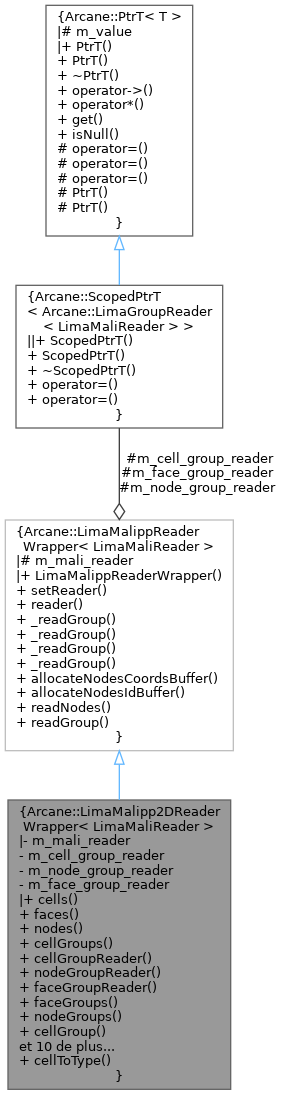 {Arcane::PtrT< T >
|# m_value
|+ PtrT()
+ PtrT()
+ ~PtrT()
+ operator->()
+ operator*()
+ get()
+ isNull()
# operator=()
# operator=()
# operator=()
# PtrT()
# PtrT()
}
{Arcane::ScopedPtrT
< Arcane::LimaGroupReader
< LimaMaliReader > >
||+ ScopedPtrT()
+ ScopedPtrT()
+ ~ScopedPtrT()
+ operator=()
+ operator=()
}
#m_cell_group_reader
#m_face_group_reader
#m_node_group_reader
{Arcane::LimaMalippReader
Wrapper< LimaMaliReader >
|# m_mali_reader
|+ LimaMalippReaderWrapper()
+ setReader()
+ reader()
+ _readGroup()
+ _readGroup()
+ _readGroup()
+ _readGroup()
+ allocateNodesCoordsBuffer()
+ allocateNodesIdBuffer()
+ readNodes()
+ readGroup()
}
{Arcane::LimaMalipp2DReader
Wrapper< LimaMaliReader >
|- m_mali_reader
- m_cell_group_reader
- m_node_group_reader
- m_face_group_reader
|+ cells()
+ faces()
+ nodes()
+ cellGroups()
+ cellGroupReader()
+ nodeGroupReader()
+ faceGroupReader()
+ faceGroups()
+ nodeGroups()
+ cellGroup()
et 10 de plus...
+ cellToType()
}